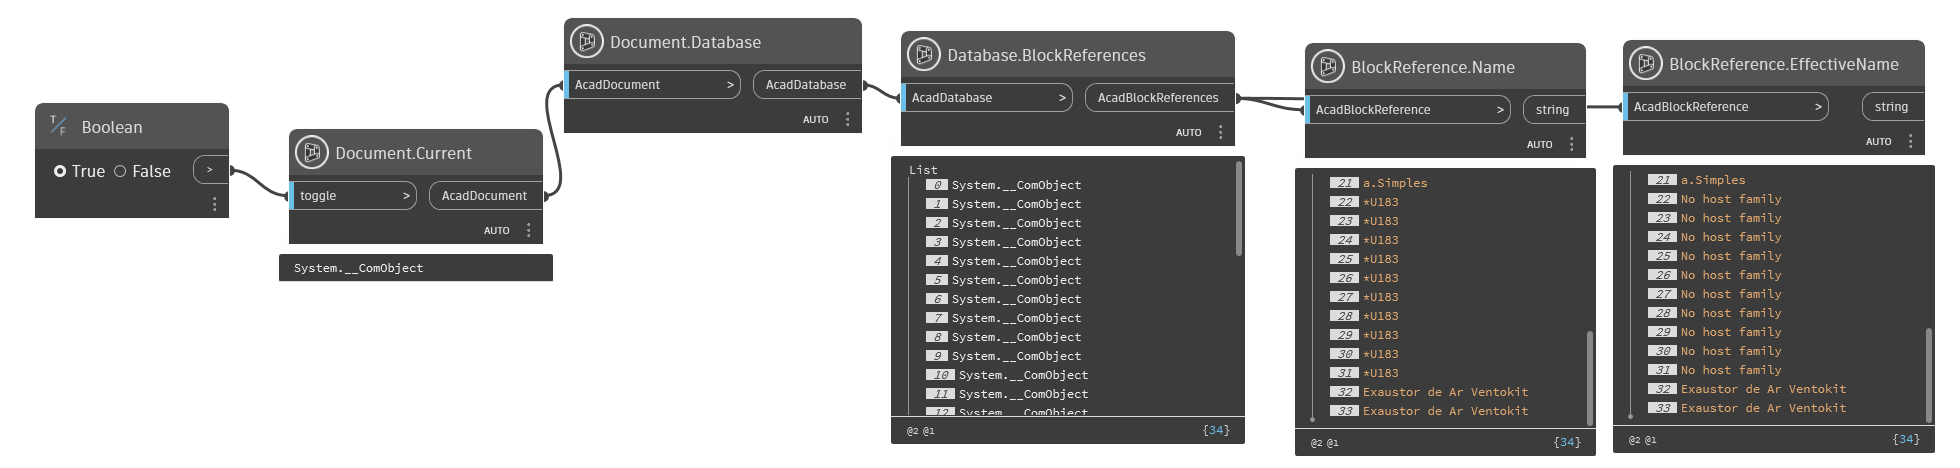 Boolean
True False
>
Document.Current
toggle >
AcadDocument
AUTO
System.__ComObject
Document.Database
AcadDocument >
AcadDatabase
AUTO
Database.BlockReferences
AcadDatabase >
AcadBlockReferences
AUTO
List
0 System.__ComObject
1 System.__ComObject
2 System.__ComObject
3 System.__ComObject
4 System.__ComObject
5 System.__ComObject
6 System.__ComObject
7 System.__ComObject
8 System.__ComObject
9 System.__ComObject
10 System.__ComObject
11 System.__ComObject
12 System.__ComObject
@2 @1 {34}
BlockReference.Name
AcadBlockReference >
string
AUTO
21 a.Simples
22 *U183
23 *U183
24 *U183
25 *U183
26 *U183
27 *U183
28 *U183
29 *U183
30 *U183
31 *U183
32 Exaustor de Ar Ventokit
33 Exaustor de Ar Ventokit
@2 @1 {34}
BlockReference.EffectiveName
AcadBlockReference >
string
AUTO
21 a.Simples
22 No host family
23 No host family
24 No host family
25 No host family
26 No host family
27 No host family
28 No host family
29 No host family
30 No host family
31 No host family
32 Exaustor de Ar Ventokit
33 Exaustor de Ar Ventokit
@2 @1 {34}